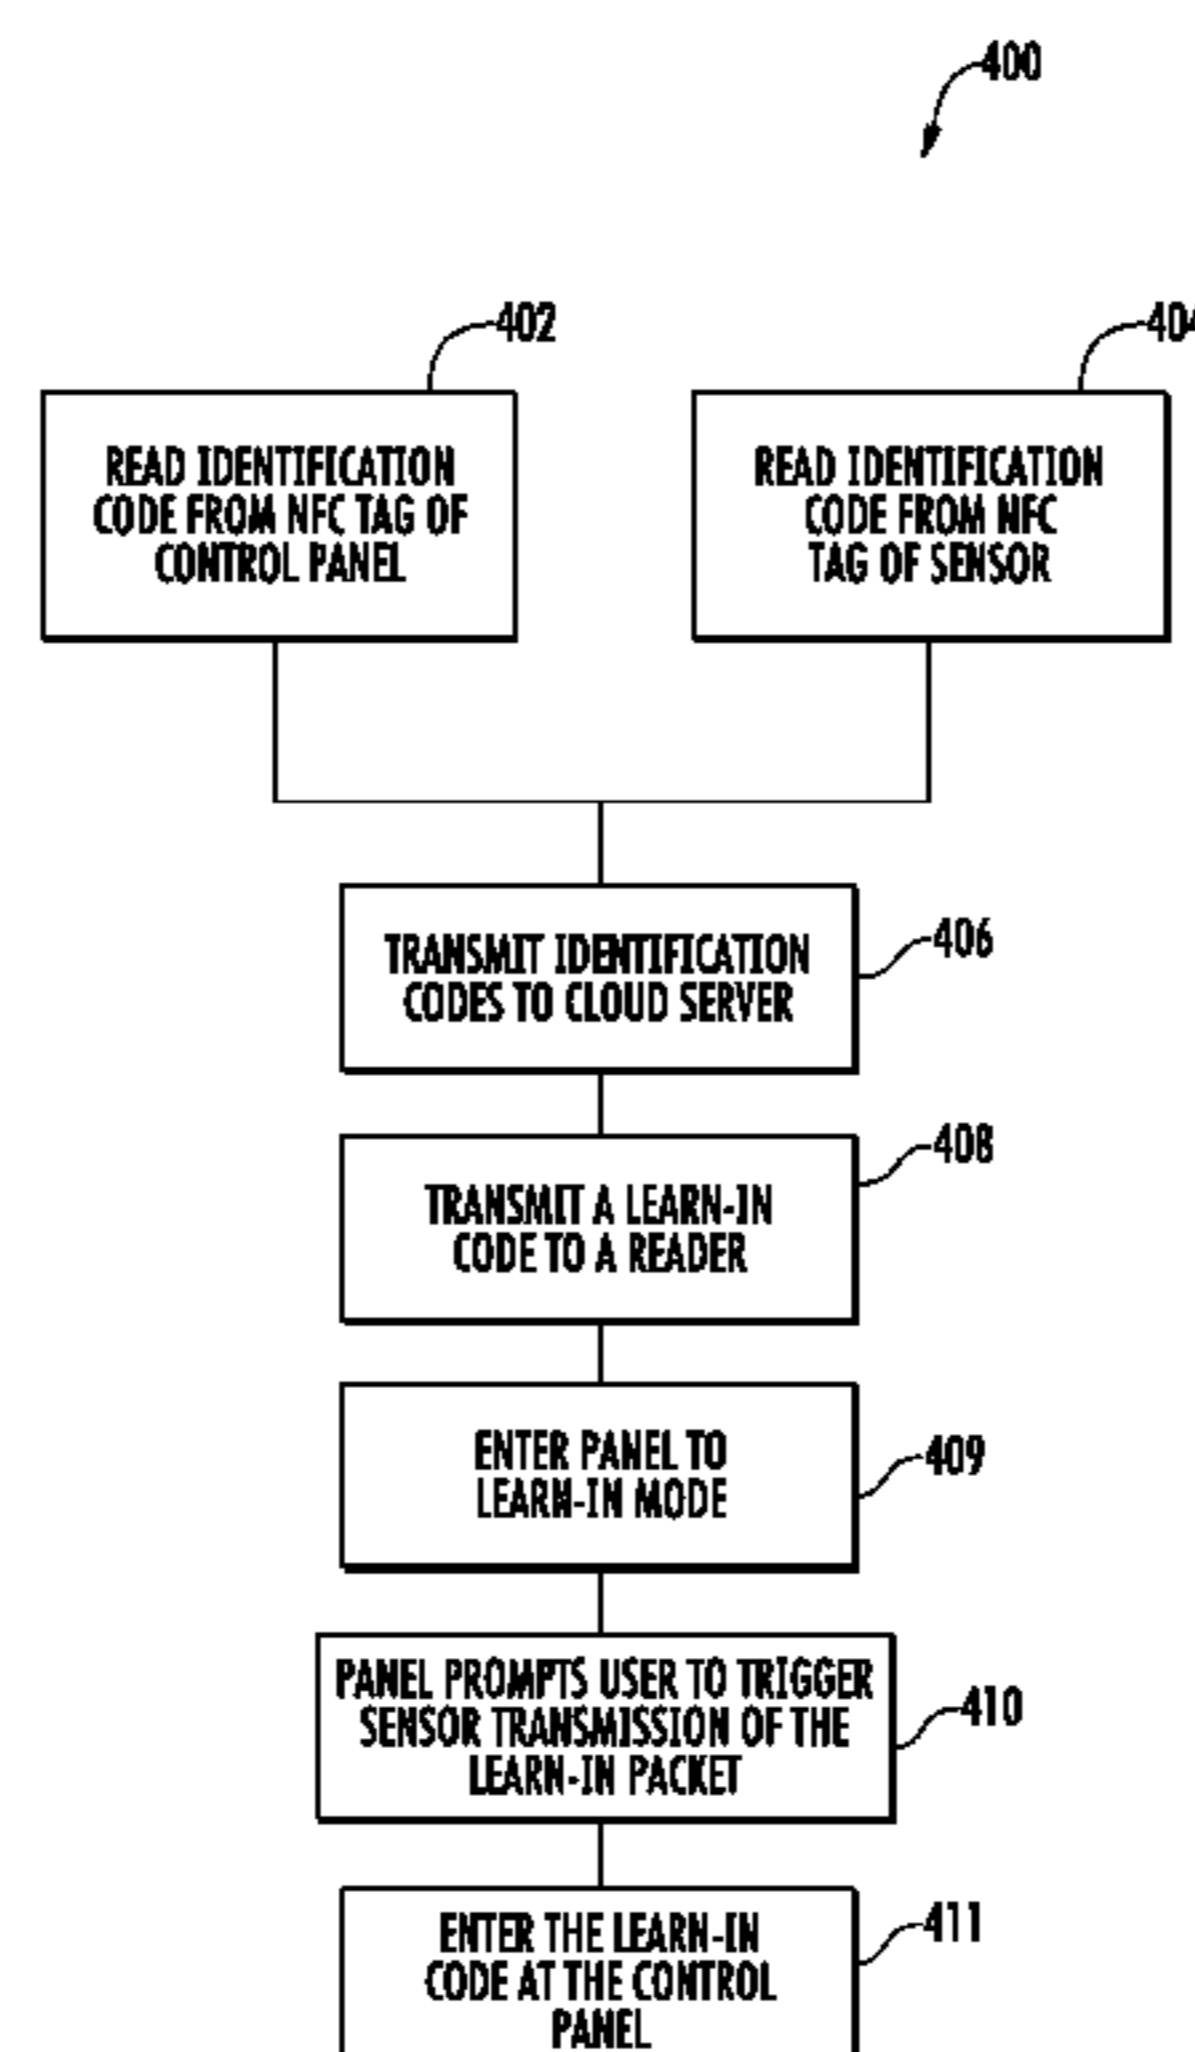 400
402
READ IDENTIFICATION
CODE FROM NFC TAG OF
CONTROL PANEL
READ IDENTIFICATION
CODE FROM NFC
TAG OF SENSOR
TRANSMIT IDENTIFICATION
CODES TO CLOUD SERVER
406
TRANSMIT A LEARN-IN
CODE TO A READER
408
ENTER PANEL TO
LEARN-IN MODE
409
PANEL PROMPTS USER TO TRIGGER
SENSOR TRANSMISSION OF THE
LEARN-IN PACKET
410
ENTER THE LEARN-IN
CODE AT THE CONTROL
PANEL
411